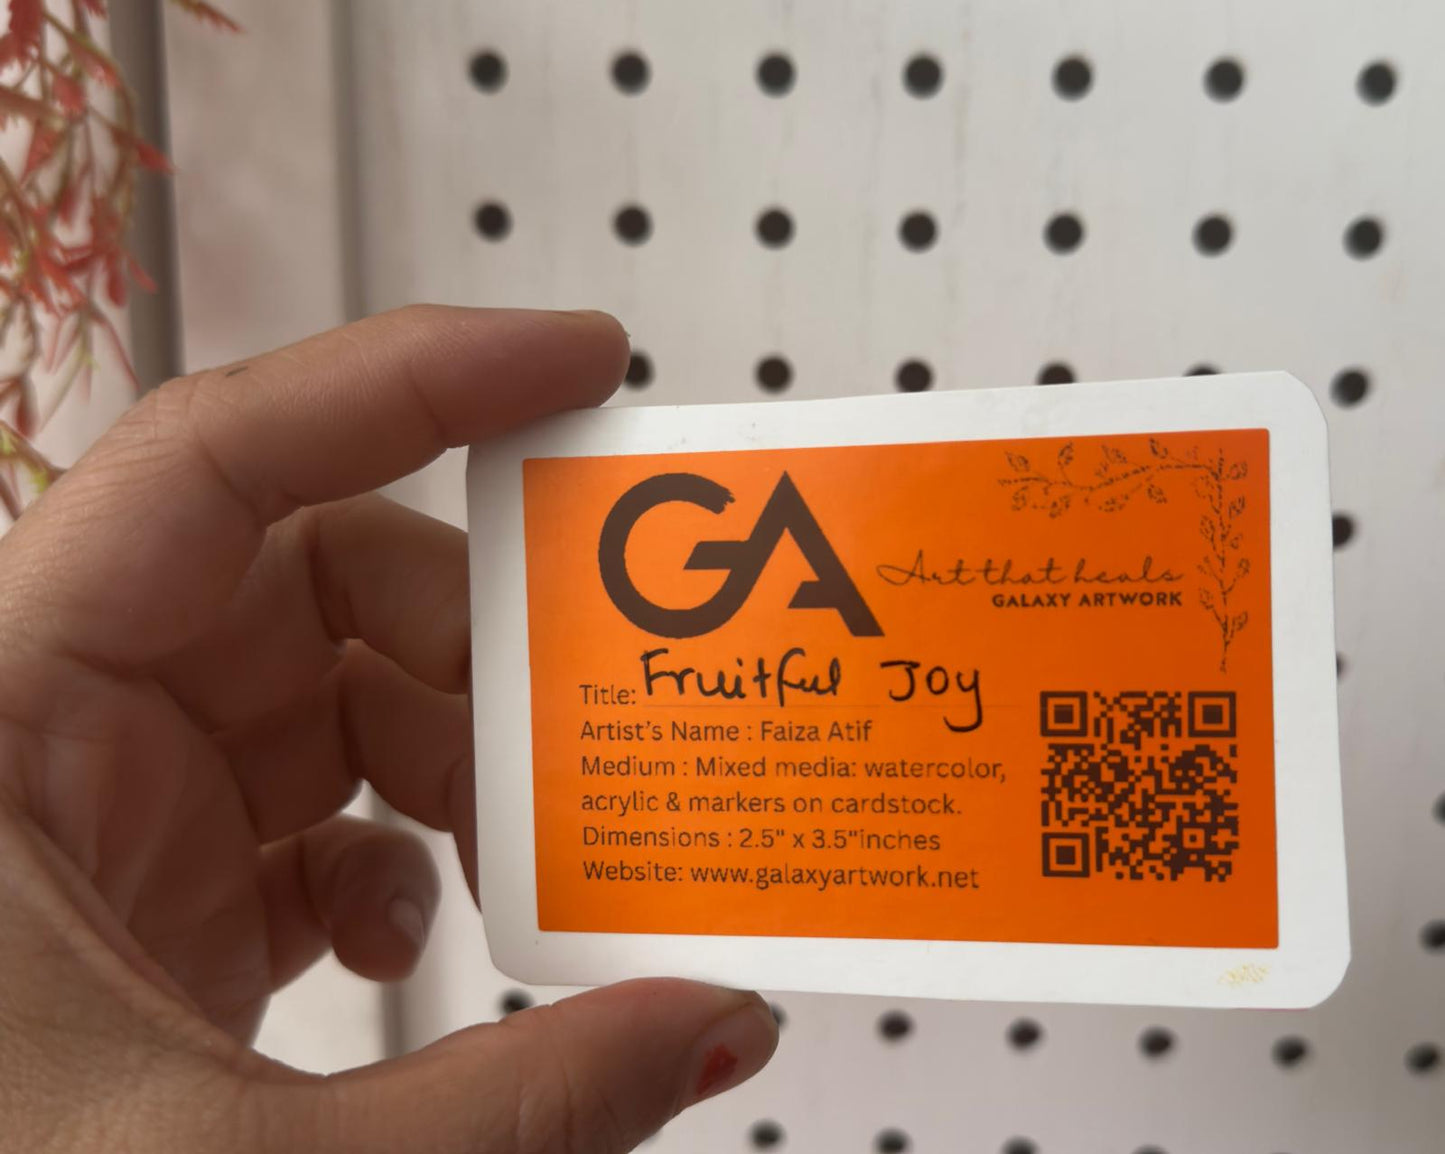 GA
Art that heals
GALAXY ARTWORK
Title: Fruitful Joy
Artist's Name : Faiza Atif
Medium : Mixed media: watercolor,
acrylic & markers on cardstock.
Dimensions : 2.5" x 3.5"inches
Website: www.galaxyartwork.net